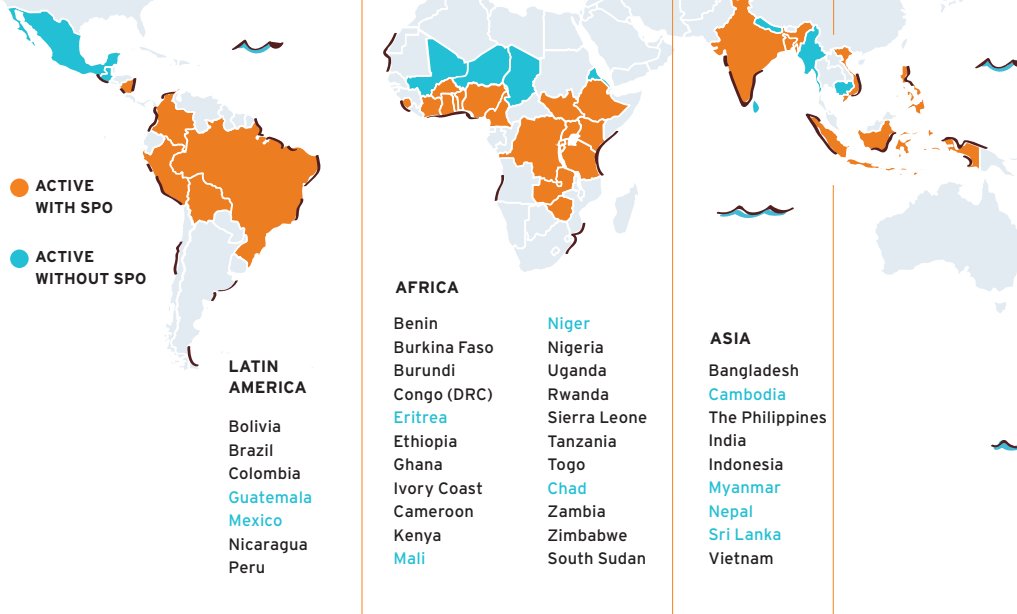 ACTIVE
WITH SPO
ACTIVE
WITHOUT SPO
LATIN
AMERICA
Bolivia
Brazil
Colombia
Guatemala
Mexico
Nicaragua
Peru
AFRICA
Benin
Burkina Faso
Burundi
Congo (DRC)
Eritrea
Ethiopia
Ghana
Ivory Coast
Cameroon
Kenya
Mali
Niger
Nigeria
Uganda
Rwanda
Sierra Leone
Tanzania
Togo
Chad
Zambia
Zimbabwe
South Sudan
ASIA
Bangladesh
Cambodia
The Philippines
India
Indonesia
Myanmar
Nepal
Sri Lanka
Vietnam